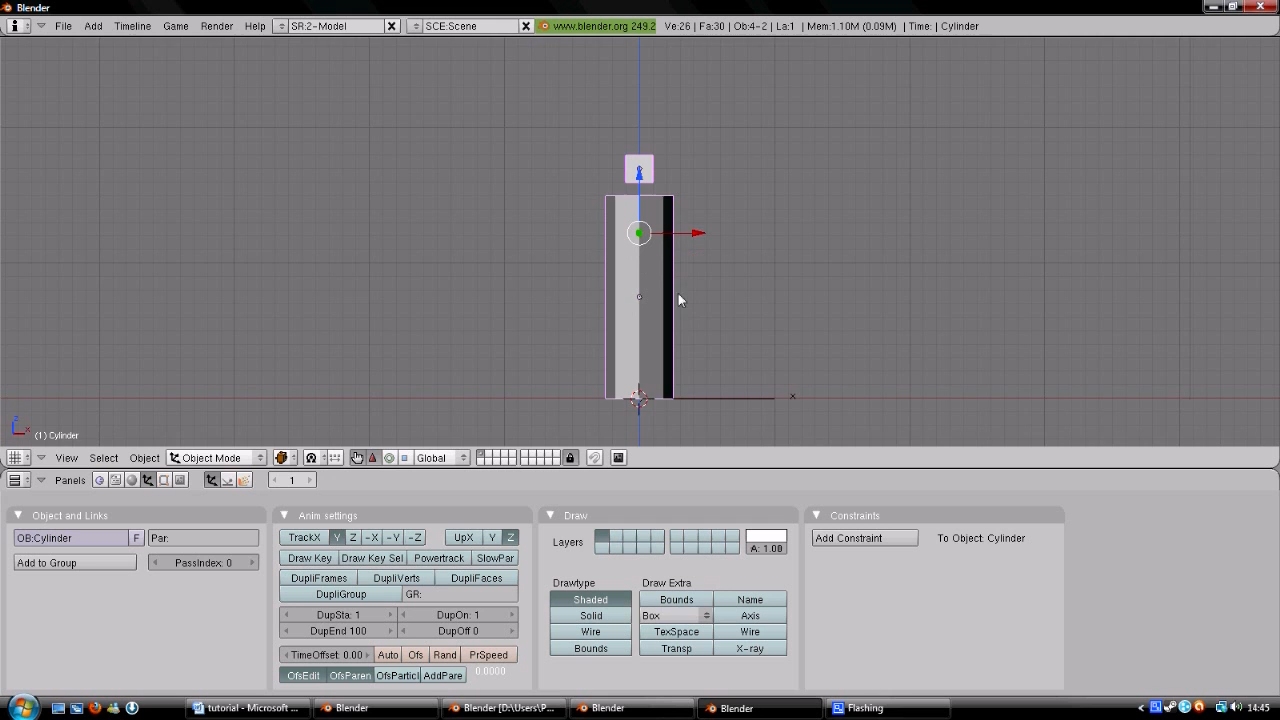 Blender
File Add Timeline Game Render Help SR:2-Model SCE:Scene www.blender.org 249.2 Ve:26 | Fa:30 | Ob:4-2 | La:1 | Mem:1.10M (0.09M) | Time: | Cylinder
z
x
x
(1) Cylinder
View Select Object Object Mode Global
Panels 1
Object and Links
OB:Cylinder F Par:
Add to Group PassIndex: 0
Anim settings
TrackX Y Z -X -Y -Z UpX Y Z
Draw Key Draw Key Sel Powertrack SlowPar
DupliFrames DupliVerts DupliFaces
DupliGroup GR:
DupSta: 1 DupOn: 1
DupEnd 100 DupOff 0
TimeOffset: 0.00 Auto Ofs Rand PrSpeed
OfsEdit OfsParen OfsParticl AddPare 0.0000
Draw
Layers A: 1.00
Drawtype Draw Extra
Shaded Bounds Name
Solid Box Axis
Wire TexSpace Wire
Bounds Transp X-ray
Constraints
Add Constraint To Object: Cylinder
tutorial - Microsoft ... Blender Blender [D:\Users\P... Blender Blender Flashing 14:45